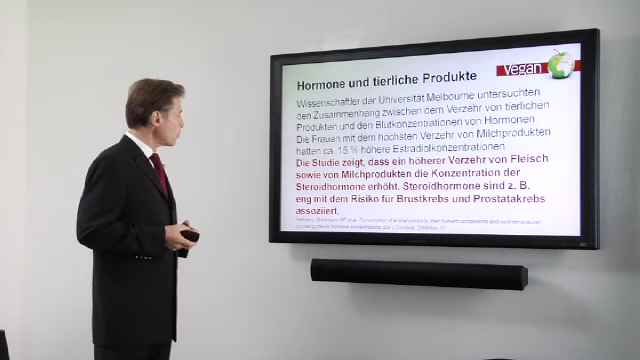 Vegan
Hormone und tierliche Produkte
Wissenschaftler der Universität Melbourne untersuchten
den Zusammenhang zwischen dem Verzehr von tierlichen
Produkten und den Blutkonzentrationen von Hormonen.
Die Frauen mit dem höchsten Verzehr von Milchprodukten
hatten ca. 15 % höhere Estradiolkonzentrationen.
Die Studie zeigt, dass ein höherer Verzehr von Fleisch
sowie von Milchprodukten die Konzentration der
Steroidhormone erhöht. Steroidhormone sind z. B.
eng mit dem Risiko für Brustkrebs und Prostatakrebs
assoziiert.